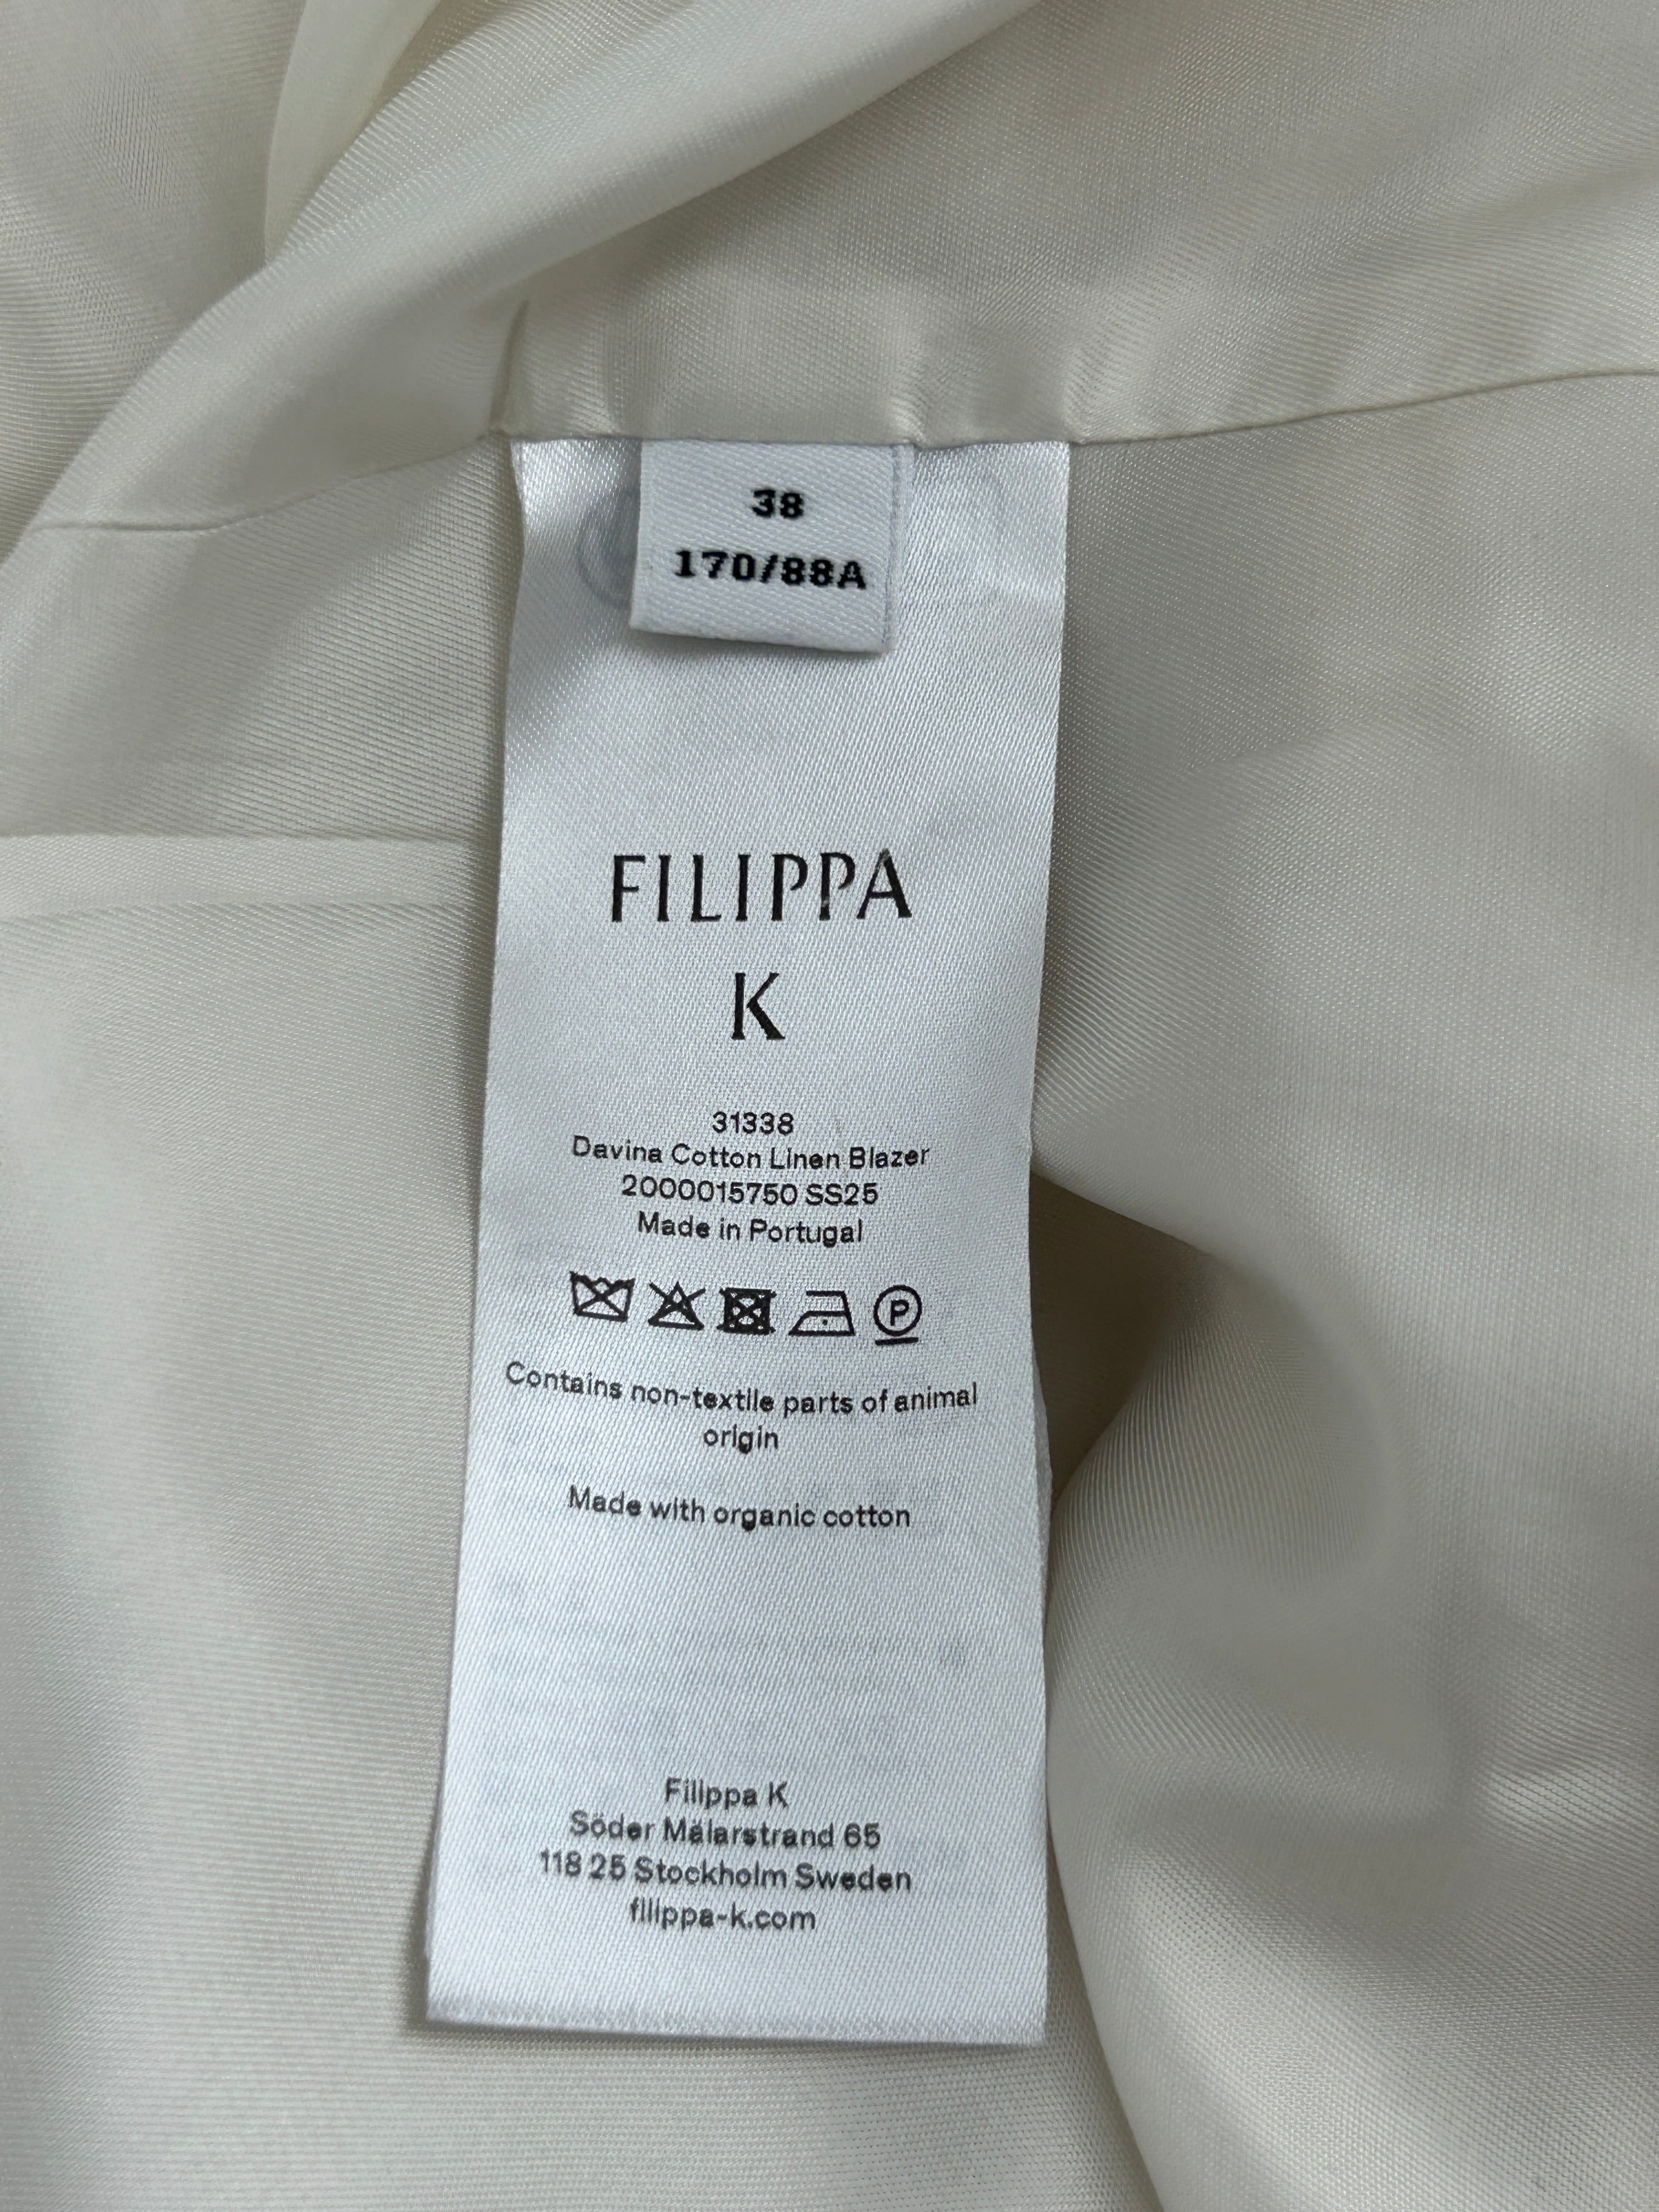 38
170/88A
FILIPPA
K
31338
Davina Cotton Linen Blazer
2000015750 SS25
Made in Portugal
P
Contains non-textile parts of animal
origin
Made with organic cotton
Filippa K
Söder Mälarstrand 65
118 25 Stockholm Sweden
filippa-k.com